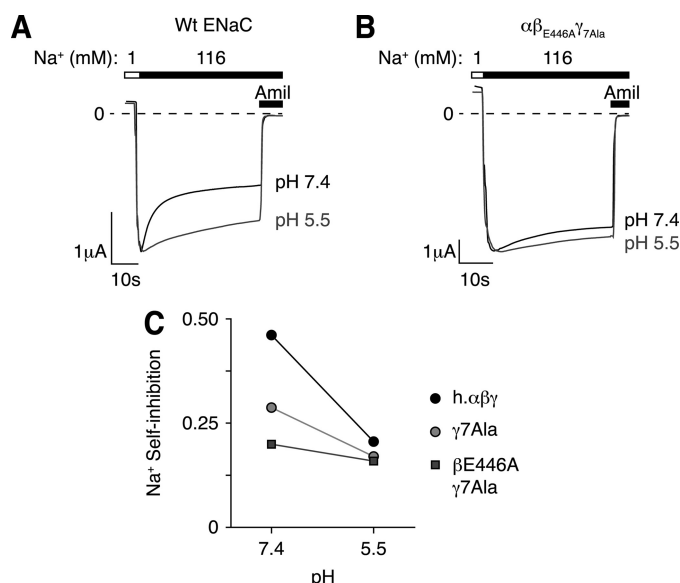 A
Wt ENaC
Na⁺ (mM): 1 116
Amil
0
pH 7.4
pH 5.5
1μA
10s
B
αβE446Aγ7Ala
Na⁺ (mM): 1 116
Amil
0
pH 7.4
pH 5.5
1μA
10s
C
0.50
0.25
0
Na⁺ Self-inhibition
7.4 5.5
pH
h.αβγ
γ7Ala
βE446A
γ7Ala